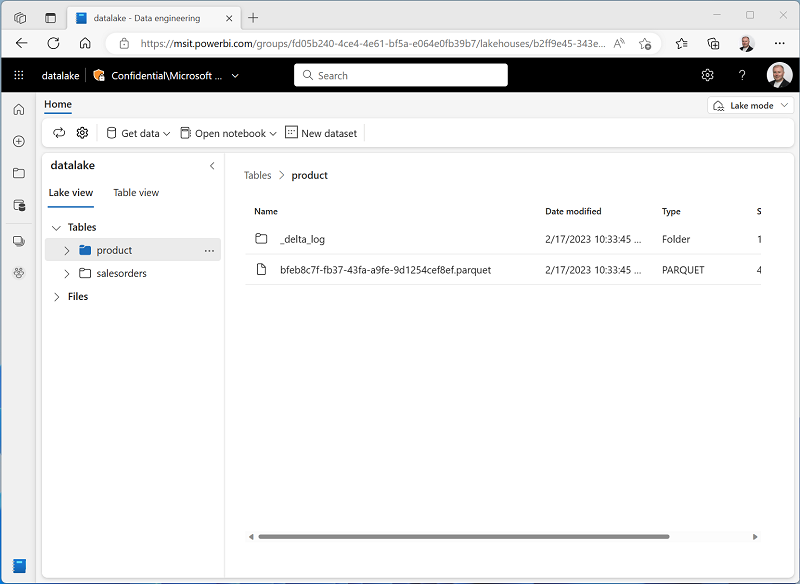 datalake - Data engineering
https://msit.powerbi.com/groups/fd05b240-4ce4-4e61-bf5a-e064e0fb39b7/lakehouses/b2ff9e45-343e...
datalake
Confidential\Microsoft ...
Search
Home
Lake mode
Get data
Open notebook
New dataset
datalake
Lake view
Table view
Tables
product
salesorders
Files
Tables > product
Name Date modified Type S
_delta_log 2/17/2023 10:33:45 ... Folder 1
bfeb8c7f-fb37-43fa-a9fe-9d1254cef8ef.parquet 2/17/2023 10:33:45 ... PARQUET 4